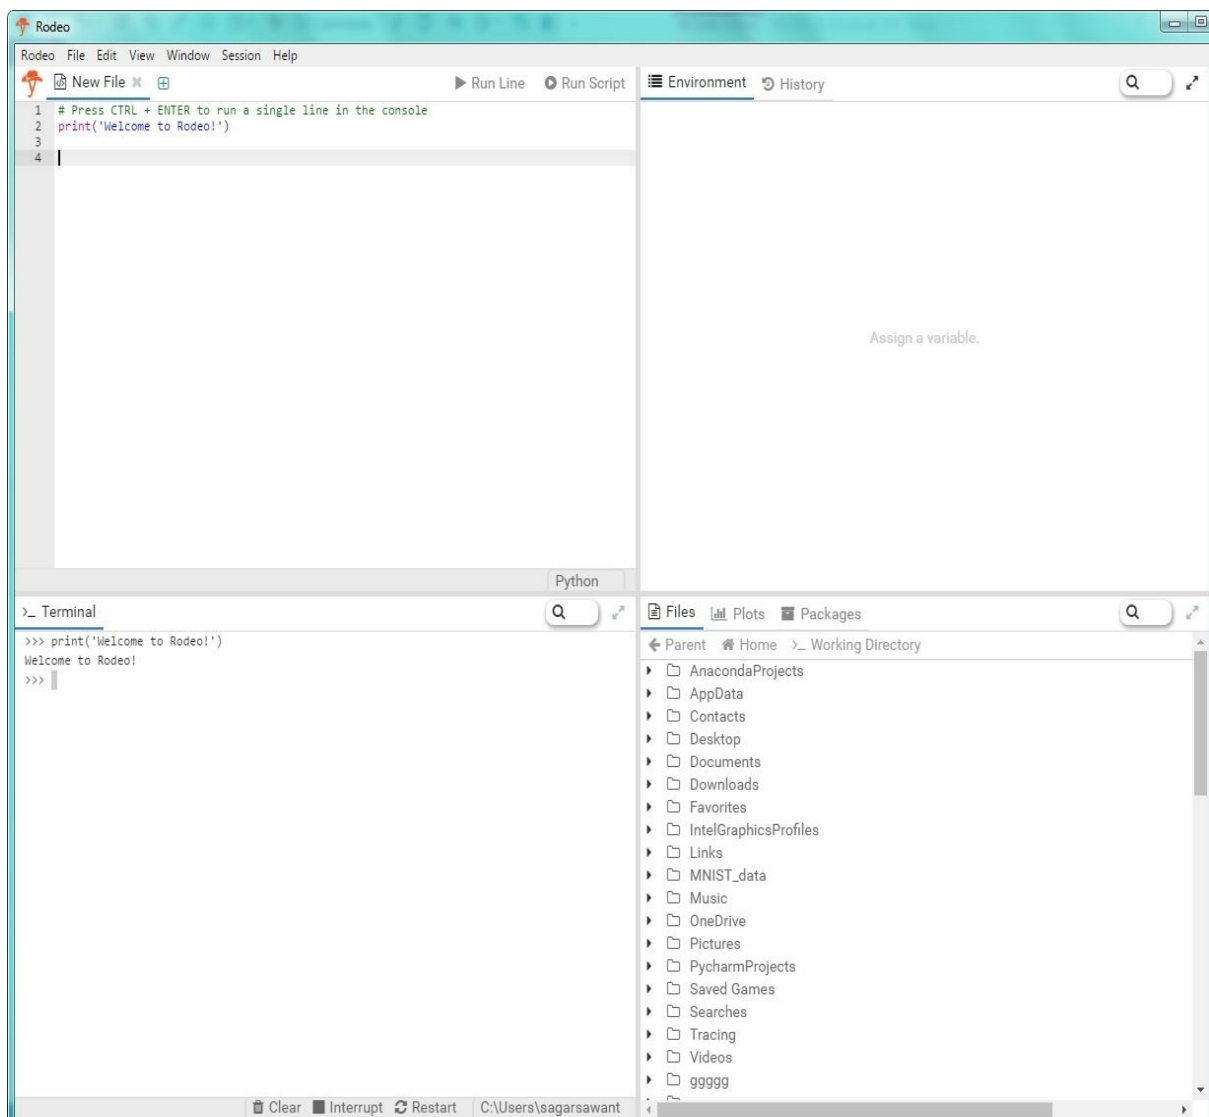 Rodeo
Rodeo File Edit View Window Session Help
New File
Run Line Run Script
1 # Press CTRL + ENTER to run a single line in the console
2 print('Welcome to Rodeo!')
3
4
Python
Environment History
Assign a variable.
>_ Terminal
>>> print('Welcome to Rodeo!')
Welcome to Rodeo!
>>>
Clear Interrupt Restart C:\Users\sagarsawant
Files Plots Packages
Parent Home >_ Working Directory
AnacondaProjects
AppData
Contacts
Desktop
Documents
Downloads
Favorites
IntelGraphicsProfiles
Links
MNIST_data
Music
OneDrive
Pictures
PycharmProjects
Saved Games
Searches
Tracing
Videos
ggggg